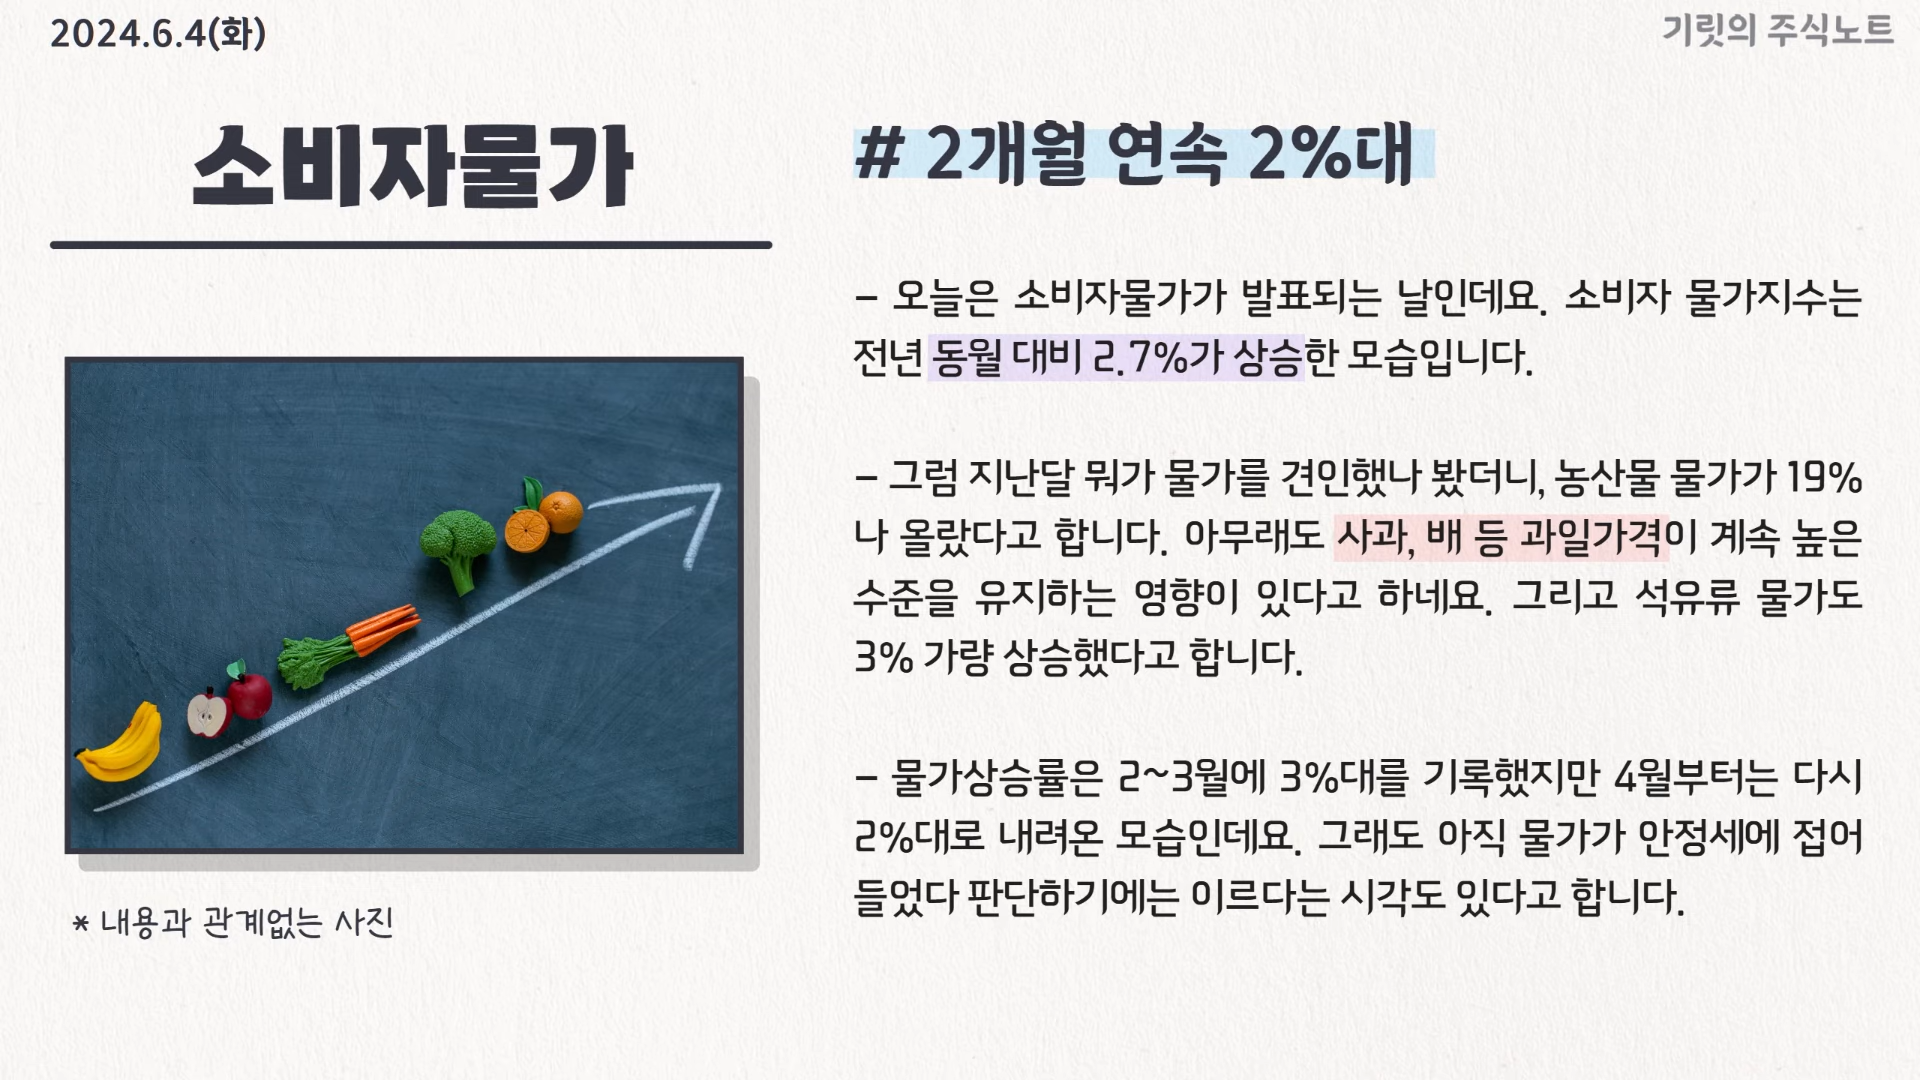 2024.6.4(화)
기릿의 주식노트
소비자물가
* 내용과 관계없는 사진
# 2개월 연속 2%대
- 오늘은 소비자물가가 발표되는 날인데요. 소비자 물가지수는
전년 동월 대비 2.7%가 상승한 모습입니다.
- 그럼 지난달 뭐가 물가를 견인했나 봤더니, 농산물 물가가 19%
나 올랐다고 합니다. 아무래도 사과, 배 등 과일가격이 계속 높은
수준을 유지하는 영향이 있다고 하네요. 그리고 석유류 물가도
3% 가량 상승했다고 합니다.
- 물가상승률은 2~3월에 3%대를 기록했지만 4월부터는 다시
2%대로 내려온 모습인데요. 그래도 아직 물가가 안정세에 접어
들었다 판단하기에는 이르다는 시각도 있다고 합니다.